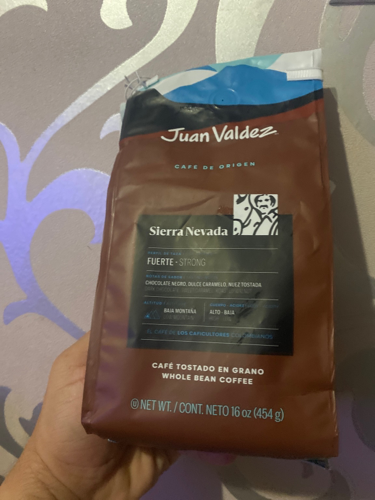 Juan Valdez
CAFÉ DE ORIGEN
Sierra Nevada
FUERTE - STRONG
CHOCOLATE NEGRO, DULCE CARAMELO, NUEZ TOSTADA
BAJA MONTAÑA
ALTO - BAJA
CAFÉ TOSTADO EN GRANO
WHOLE BEAN COFFEE
NET WT. / CONT. NETO 16 oz (454 g)